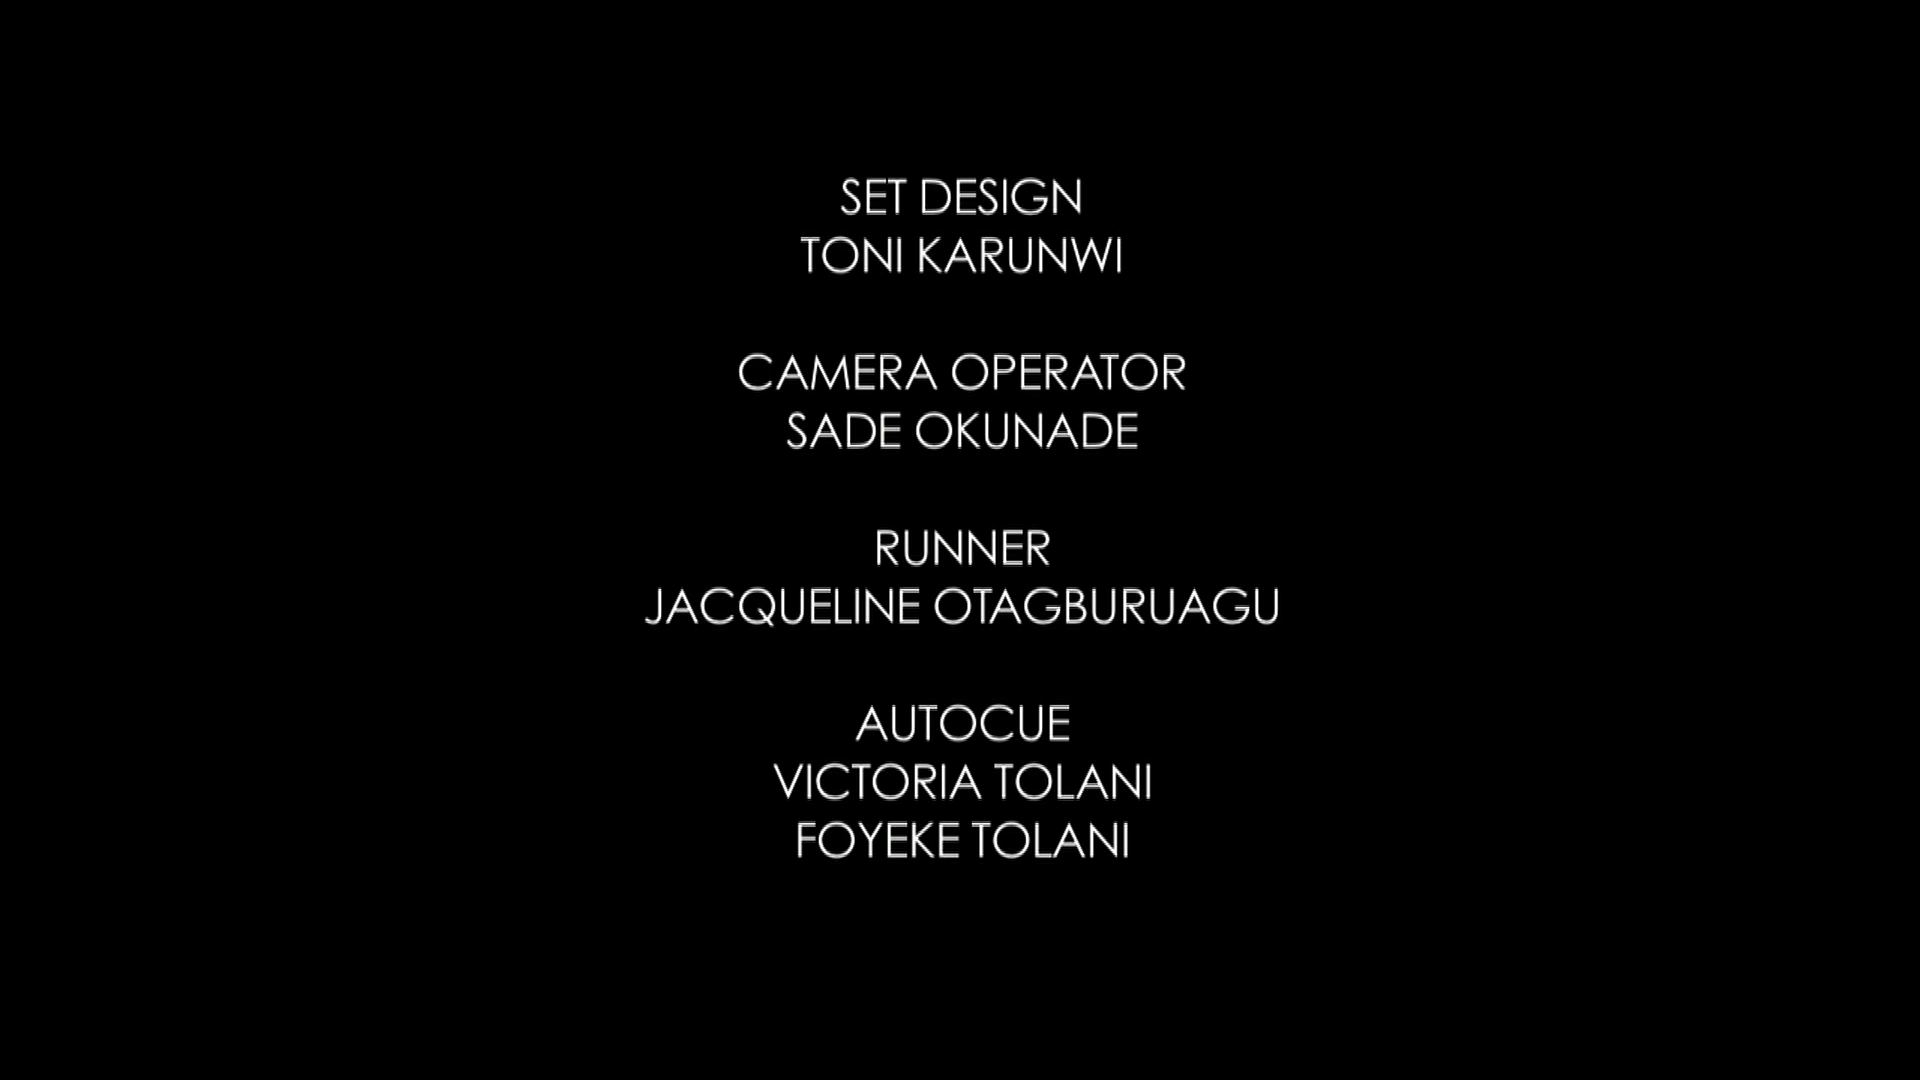 SET DESIGN
TONI KARUNWI
CAMERA OPERATOR
SADE OKUNADE
RUNNER
JACQUELINE OTAGBURUAGU
AUTOCUE
VICTORIA TOLANI
FOYEKE TOLANI